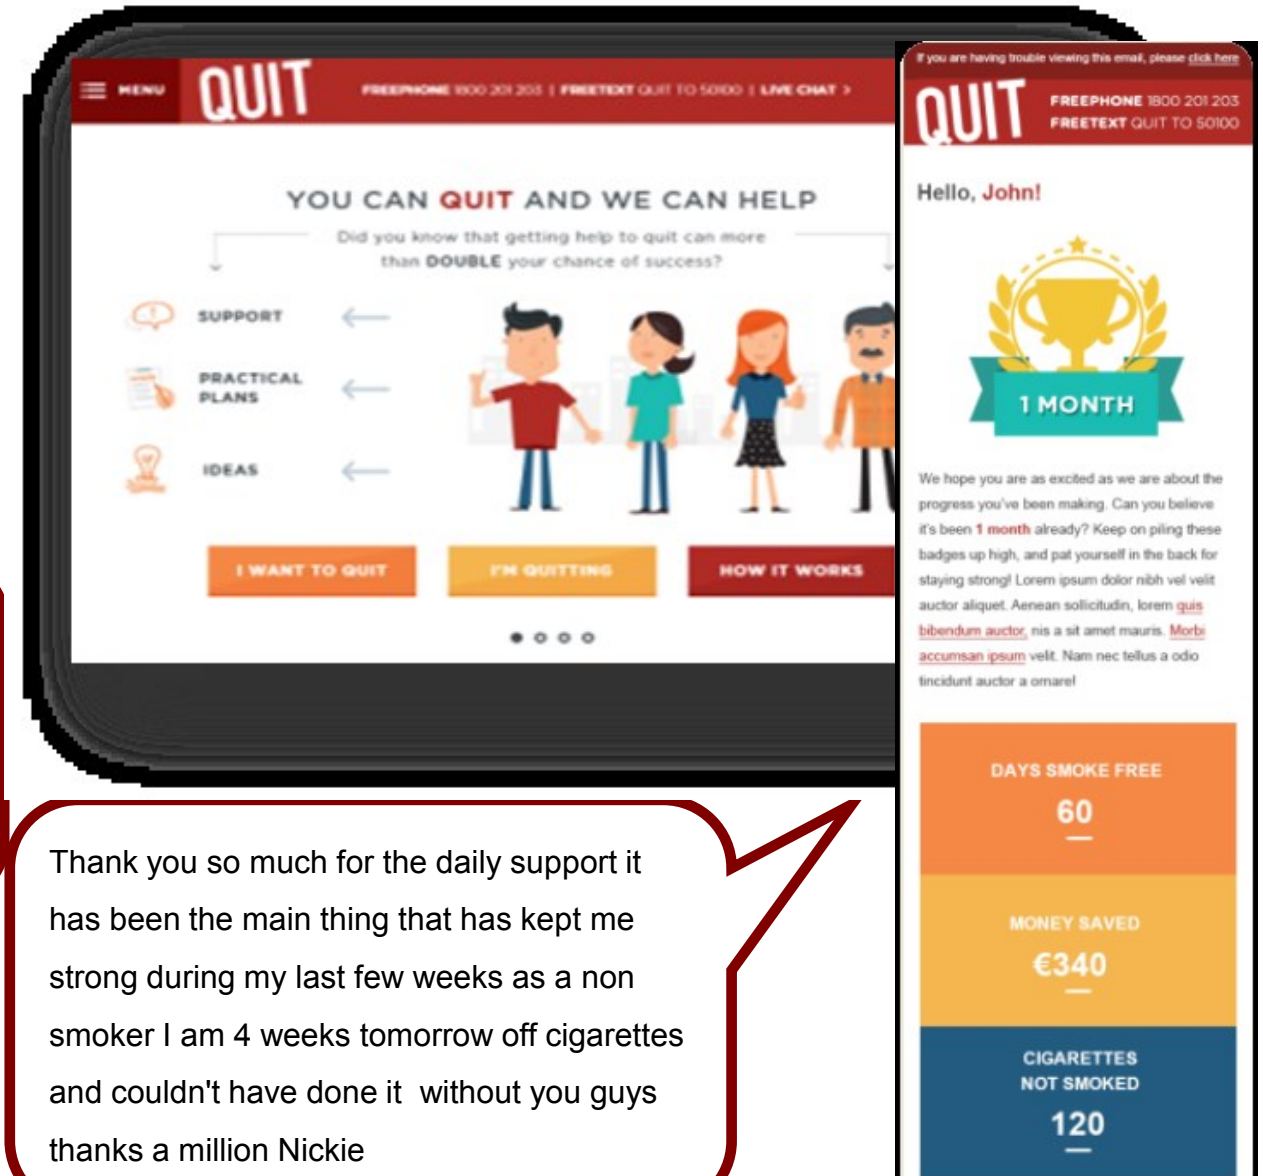 MENU
QUIT
FREEPHONE 1800 201 203 | FREETEXT QUIT TO 50100 | LIVE CHAT >
YOU CAN QUIT AND WE CAN HELP
Did you know that getting help to quit can more
than DOUBLE your chance of success?
SUPPORT
PRACTICAL
PLANS
IDEAS
I WANT TO QUIT
I'M QUITTING
HOW IT WORKS
If you are having trouble viewing this email, please click here
QUIT
FREEPHONE 1800 201 203
FREETEXT QUIT TO 50100
Hello, John!
1 MONTH
We hope you are as excited as we are about the
progress you've been making. Can you believe
it's been 1 month already? Keep on piling these
badges up high, and pat yourself in the back for
staying strong! Lorem ipsum dolor nibh vel velit
auctor aliquet. Aenean sollicitudin, lorem quis
bibendum auctor, nis a sit amet mauris. Morbi
accumsan ipsum velit. Nam nec tellus a odio
tincidunt auctor a ornare!
DAYS SMOKE FREE
60
MONEY SAVED
€340
CIGARETTES
NOT SMOKED
120
Thank you so much for the daily support it
has been the main thing that has kept me
strong during my last few weeks as a non
smoker I am 4 weeks tomorrow off cigarettes
and couldn't have done it  without you guys
thanks a million Nickie